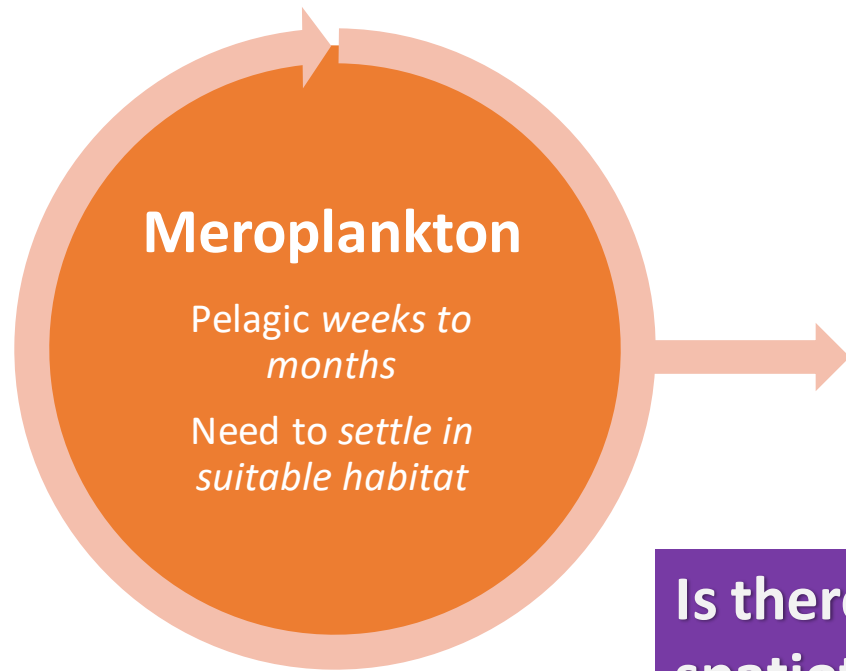 Meroplankton
Pelagic weeks to
months
Need to settle in
suitable habitat
Is there